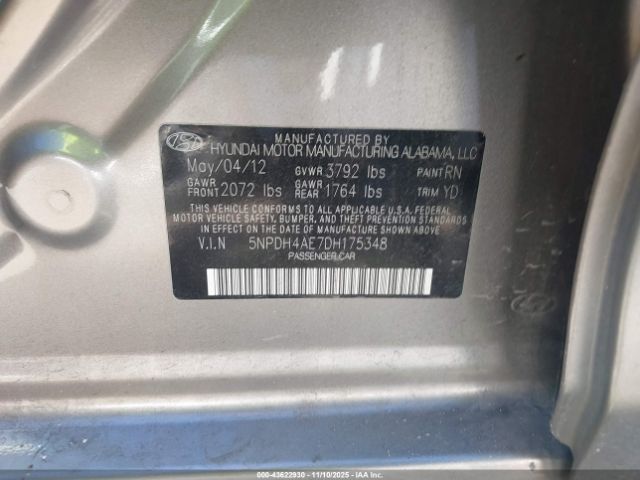 MANUFACTURED BY
HYUNDAI MOTOR MANUFACTURING ALABAMA, LLC
May/04/12 GVWR 3792 lbs PAINT RN
GAWR FRONT 2072 lbs GAWR REAR 1764 lbs TRIM YD
THIS VEHICLE CONFORMS TO ALL APPLICABLE U.S.A. FEDERAL
MOTOR VEHICLE SAFETY, BUMPER, AND THEFT PREVENTION
STANDARDS IN EFFECT ON THE DATE OF MANUFACTURE SHOWN ABOVE.
V.I.N 5NPDH4AE7DH175348
PASSENGER CAR
000-43622930 - 11/10/2025 - IAAI.COM